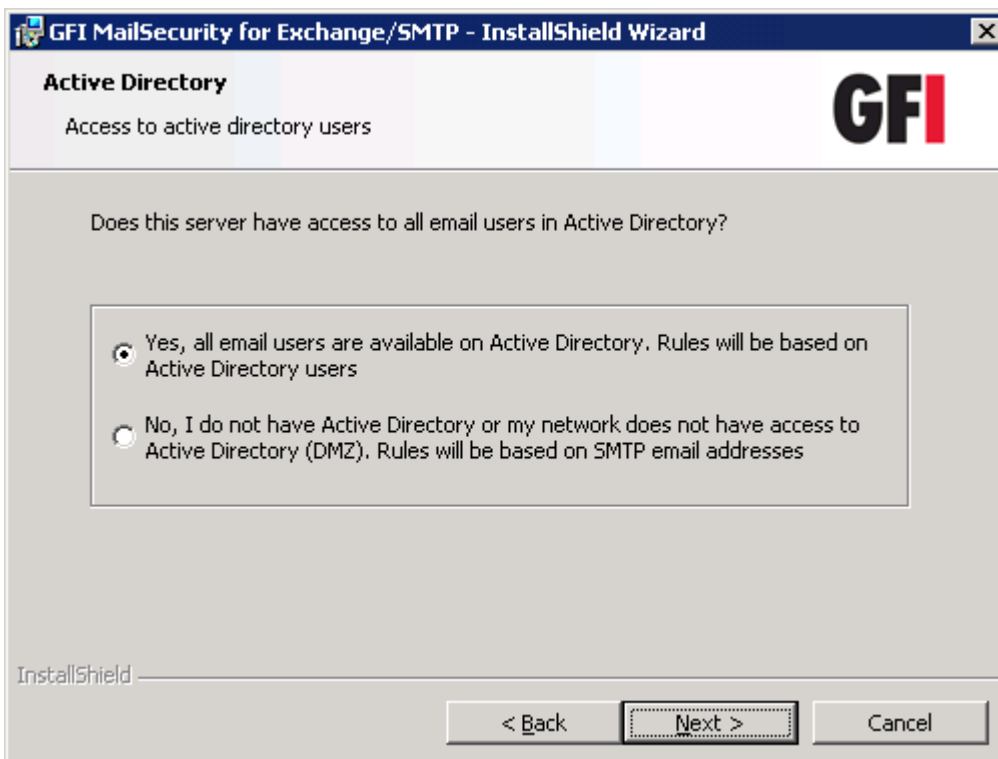 GFI MailSecurity for Exchange/SMTP - InstallShield Wizard
Active Directory
Access to active directory users
GFI
Does this server have access to all email users in Active Directory?
Yes, all email users are available on Active Directory. Rules will be based on
Active Directory users
No, I do not have Active Directory or my network does not have access to
Active Directory (DMZ). Rules will be based on SMTP email addresses
InstallShield
< Back
Next >
Cancel